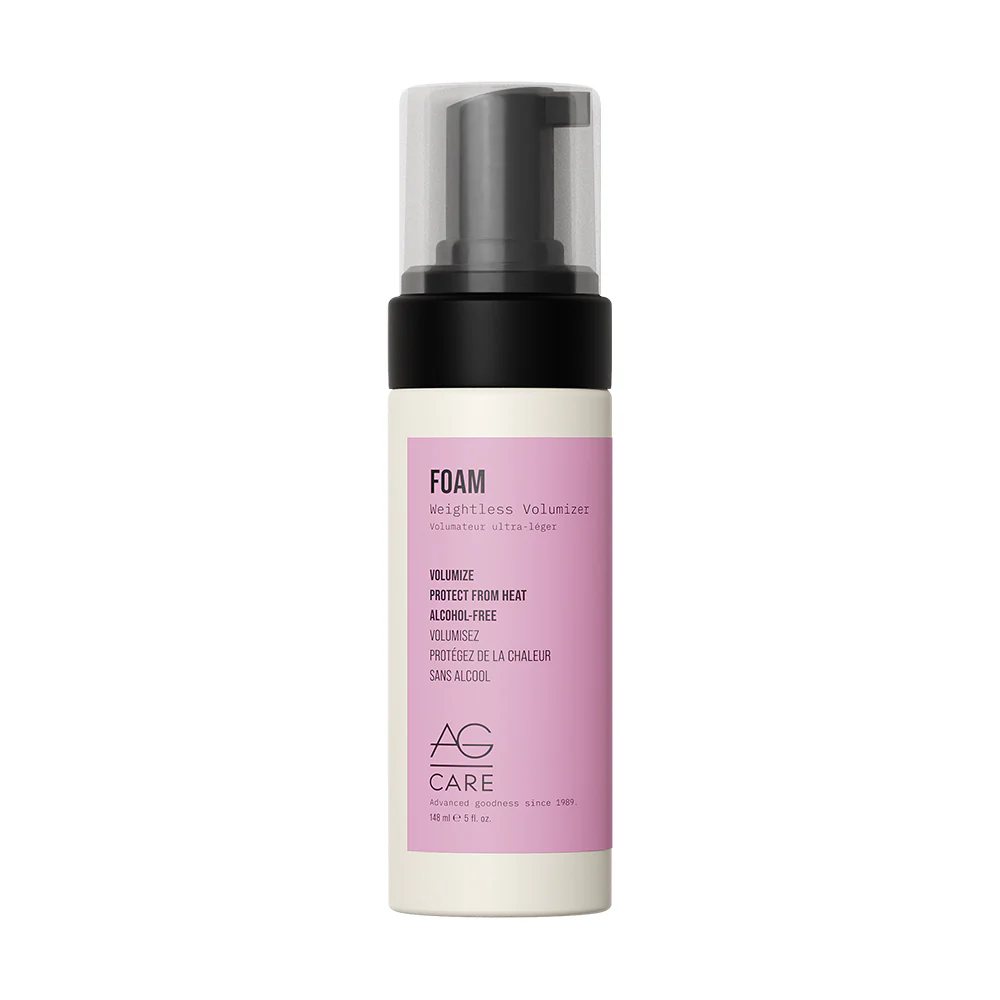 FOAM
Weightless Volumizer
Volumateur ultra-léger
VOLUMIZE
PROTECT FROM HEAT
ALCOHOL-FREE
VOLUMISEZ
PROTÉGEZ DE LA CHALEUR
SANS ALCOOL
AG
CARE
Advanced goodness since 1989.
148 ml ℮ 5 fl. oz.